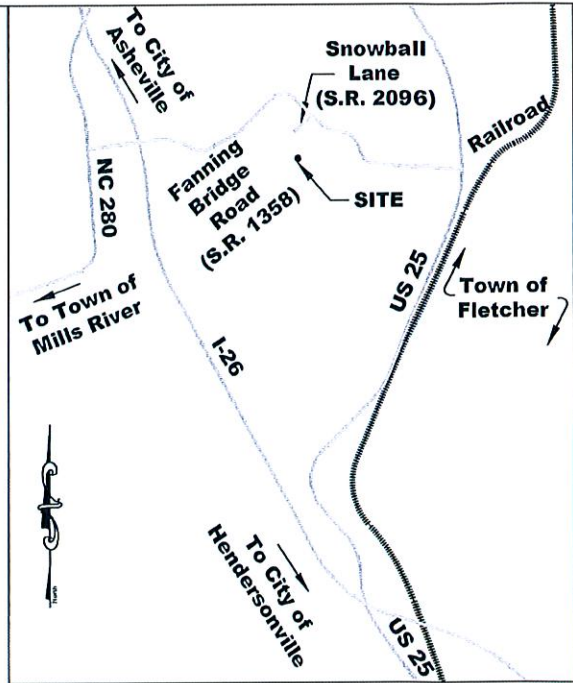 To City of
Asheville
Snowball
Lane
(S.R. 2096)
Railroad
Fanning
Bridge
Road
(S.R. 1358)
SITE
NC 280
US 25
Town of
Fletcher
To Town of
Mills River
I-26
North
To City of
Hendersonville
US 25